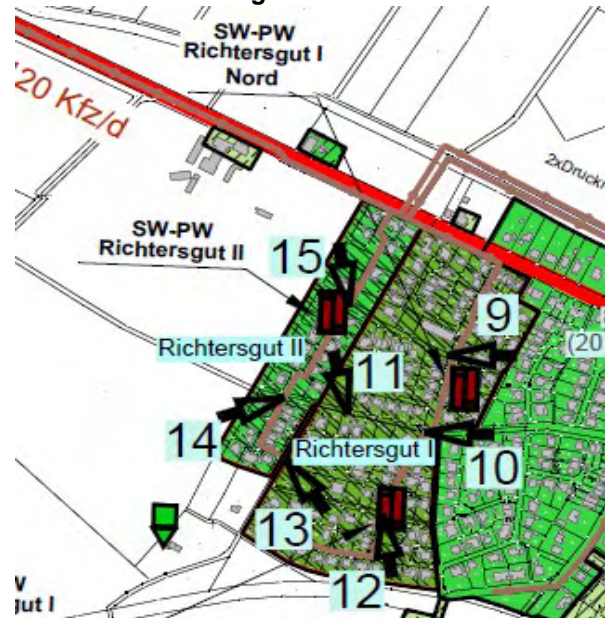 SW-PW
Richtersgut I
Nord
20 Kfz/d
2xDruckr
SW-PW
Richtersgut II
15
9
Richtersgut II
(20
11
14
Richtersgut I
10
13
12
gut I